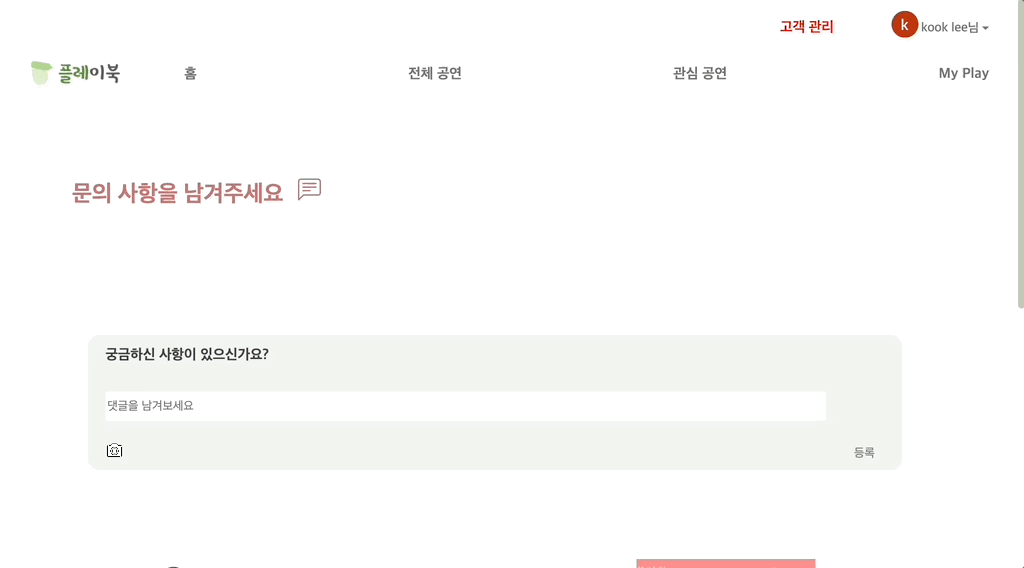 고객 관리
k kook lee님
플레이북 홈 전체 공연 관심 공연 My Play
문의 사항을 남겨주세요
궁금하신 사항이 있으신가요?
댓글을 남겨보세요
등록